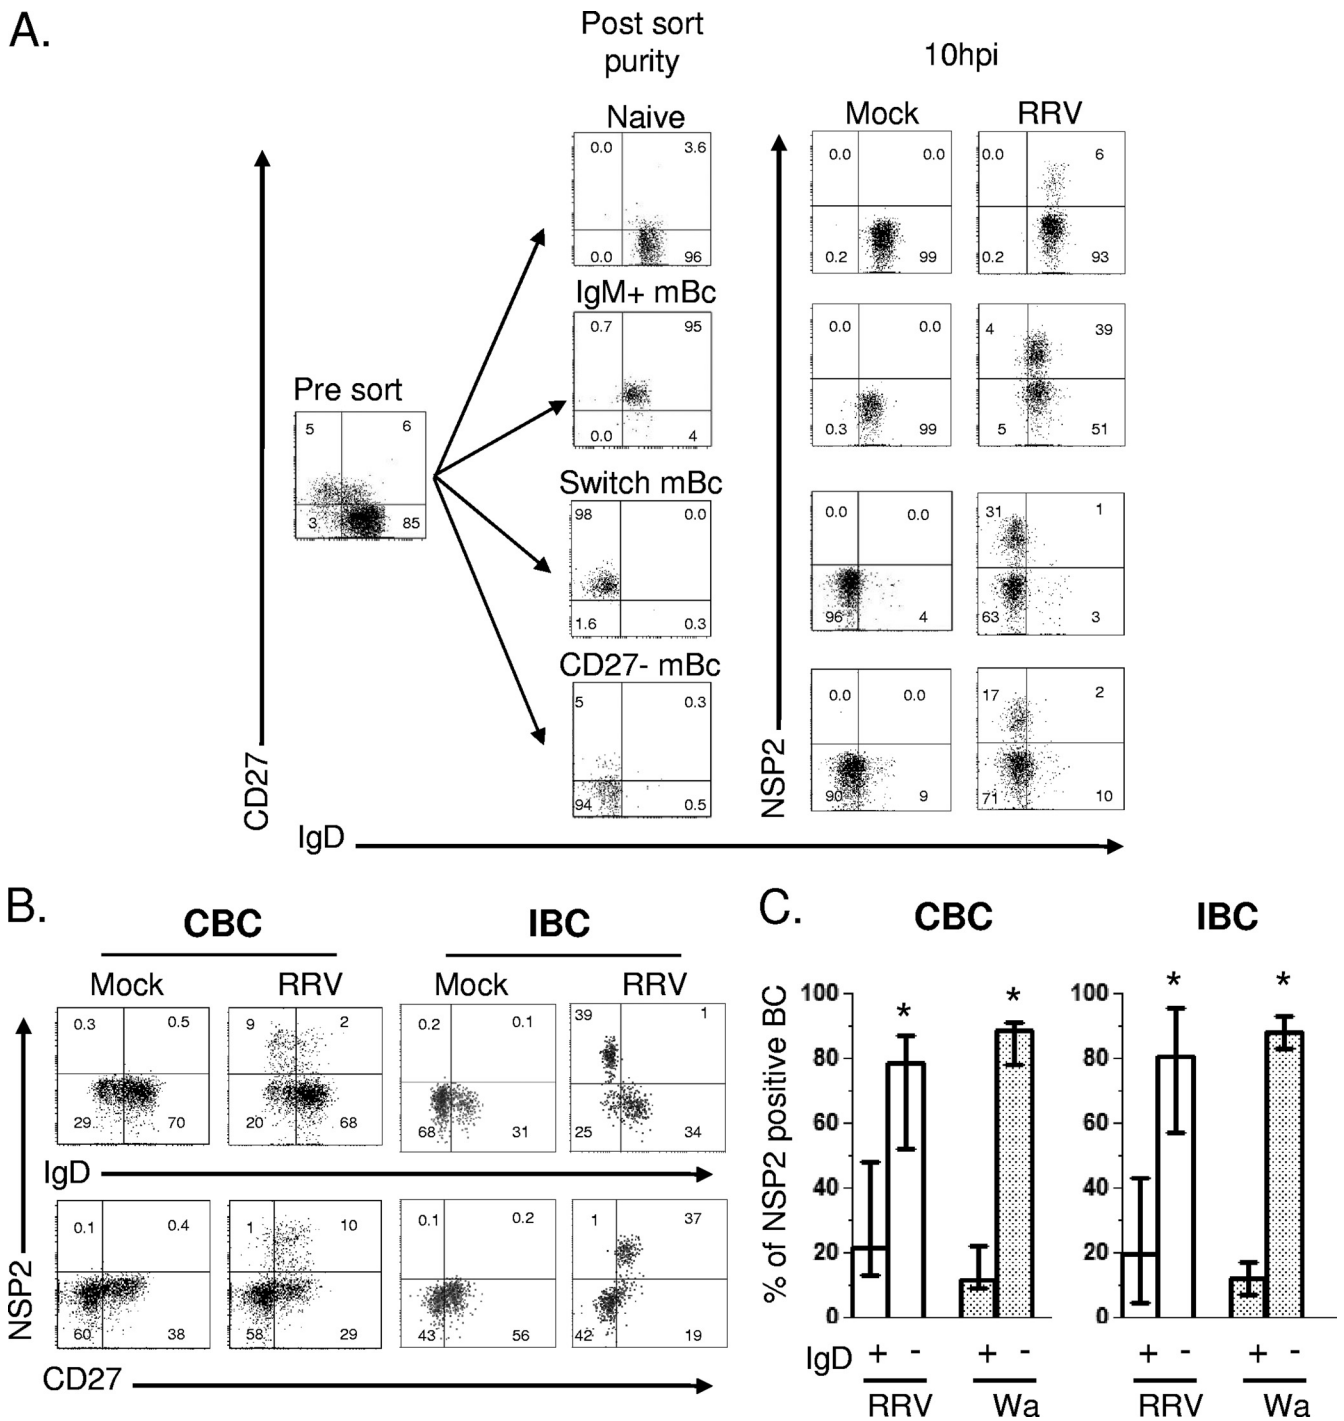 A.
Post sort
purity
10hpi
Naive
Mock
RRV
0.0 3.6
0.0 96
0.0 0.0
0.2 99
0.0 6
0.2 93
IgM+ mBc
0.7 95
0.0 4
0.0 0.0
0.3 99
4 39
5 51
Pre sort
5 6
3 85
Switch mBc
98 0.0
1.6 0.3
0.0 0.0
96 4
31 1
63 3
CD27- mBc
5 0.3
94 0.5
0.0 0.0
90 9
17 2
71 10
CD27
NSP2
IgD
B.
CBC
IBC
Mock
RRV
Mock
RRV
0.3 0.5
29 70
9 2
20 68
0.2 0.1
68 31
39 1
25 34
IgD
0.1 0.4
60 38
1 10
58 29
0.1 0.2
43 56
1 37
42 19
NSP2
CD27
C.
CBC
IBC
% of NSP2 positive BC
100
80
60
40
20
0
* *
100
80
60
40
20
0
* *
IgD + - + - + - + -
RRV Wa RRV Wa